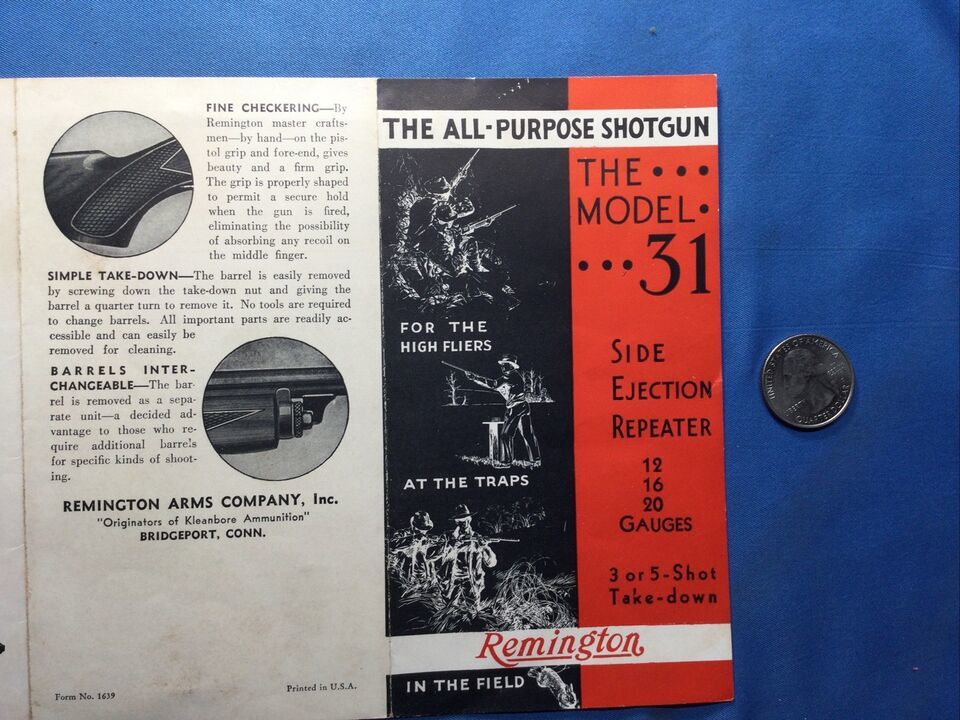 FINE CHECKERING—By
Remington master crafts-
men—by hand—on the pis-
tol grip and fore-end, gives
beauty and a firm grip.
The grip is properly shaped
to permit a secure hold
when the gun is fired,
eliminating the possibility
of absorbing any recoil on
the middle finger.
SIMPLE TAKE-DOWN—The barrel is easily removed
by screwing down the take-down nut and giving the
barrel a quarter turn to remove it. No tools are required
to change barrels. All important parts are readily ac-
cessible and can easily be
removed for cleaning.
BARRELS INTER-
CHANGEABLE—The bar-
rel is removed as a sepa-
rate unit—a decided ad-
vantage to those who re-
quire additional barrels
for specific kinds of shoot-
ing.
REMINGTON ARMS COMPANY, Inc.
"Originators of Kleanbore Ammunition"
BRIDGEPORT, CONN.
Form No. 1639
Printed in U.S.A.
THE ALL-PURPOSE SHOTGUN
THE •••
MODEL •
••• 31
FOR THE
HIGH FLIERS
SIDE
EJECTION
REPEATER
12
16
20
GAUGES
AT THE TRAPS
3 or 5-Shot
Take-down
Remington
IN THE FIELD
UNITED STATES OF AMERICA
LIBERTY
QUARTER DOLLAR